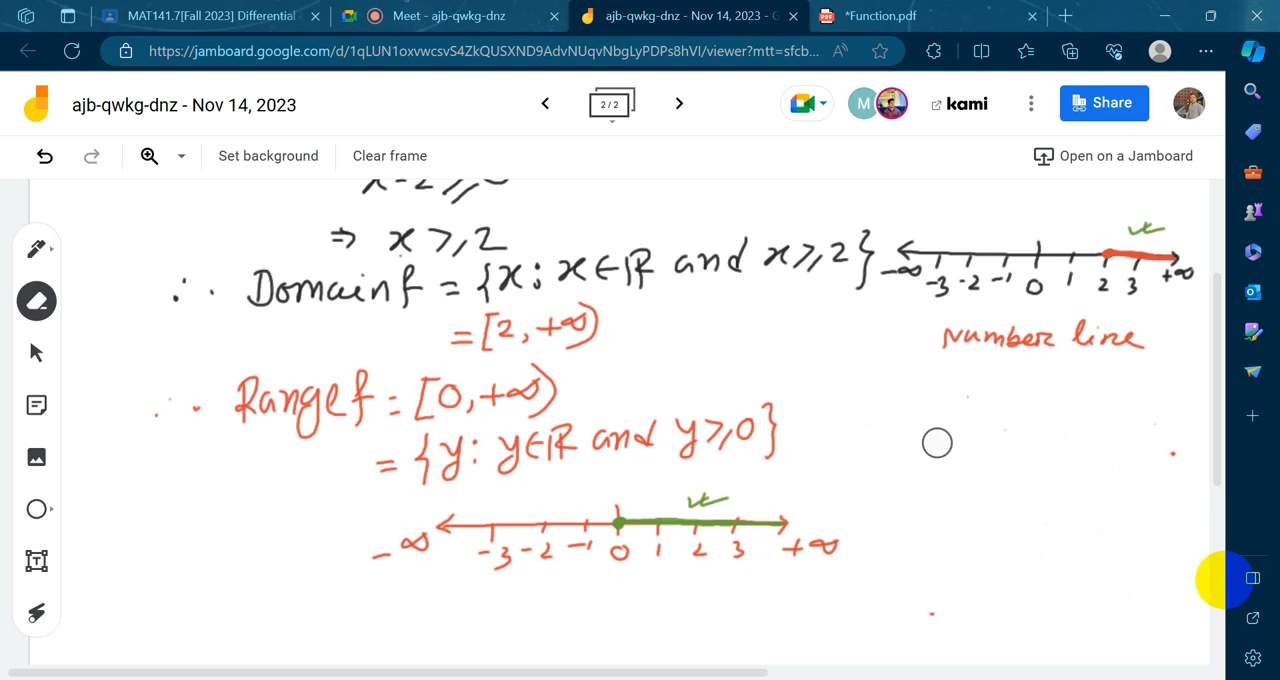 MAT141.7[Fall 2023] Differential
Meet - ajb-qwkg-dnz
ajb-qwkg-dnz - Nov 14, 2023 - G
*Function.pdf
https://jamboard.google.com/d/1qLUN1oxvwcsvS4ZkQUSXND9AdvNUqvNbgLyPDPs8hVI/viewer?mtt=sfcb...
ajb-qwkg-dnz - Nov 14, 2023
2 / 2
M
kami
Share
Set background
Clear frame
Open on a Jamboard
x-2 ≥ 0
⇒ x ≥ 2
∴ Domain f = {x: x∈ℝ and x ≥ 2}
-∞ -3 -2 -1 0 1 2 3 +∞
= [2, +∞)
Number line
∴ Range f = [0, +∞)
= {y: y∈ℝ and y ≥ 0}
-∞ -3 -2 -1 0 1 2 3 +∞